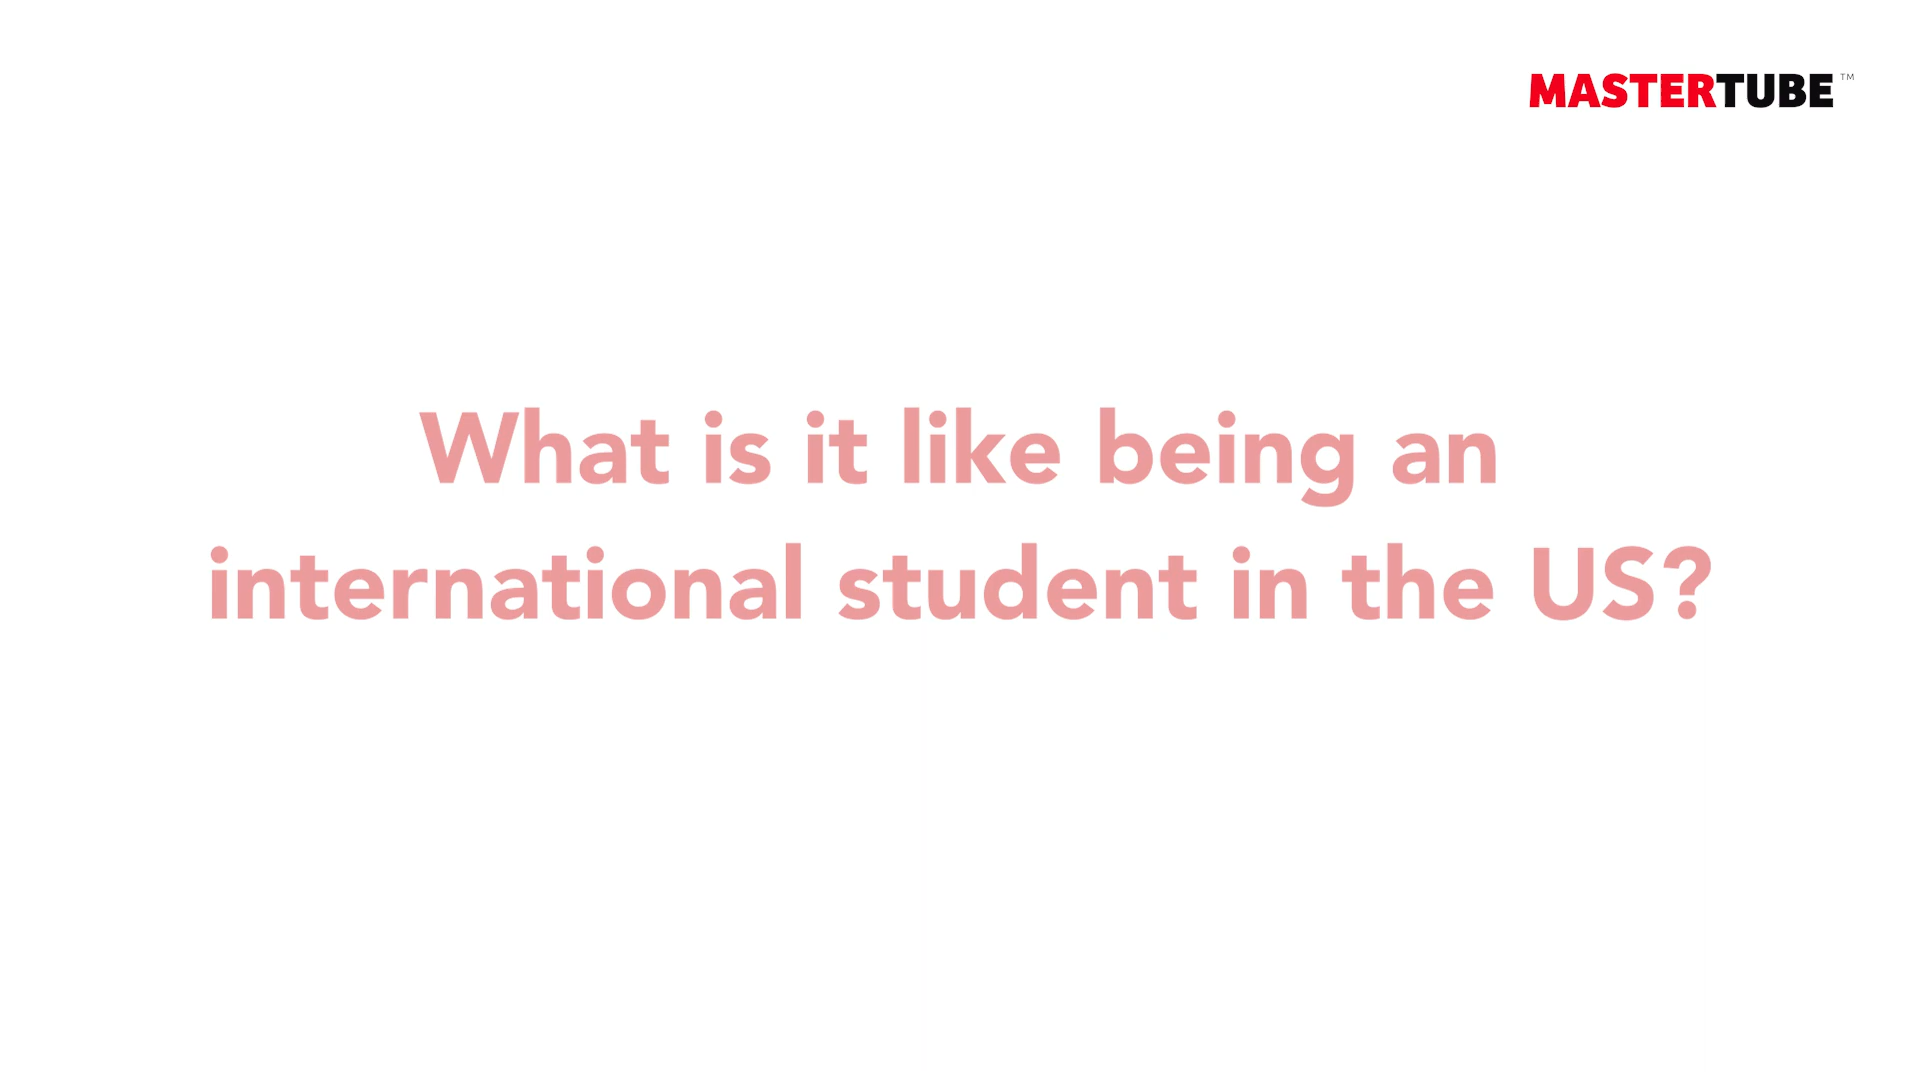 MASTERTUBE™
What is it like being an
international student in the US?